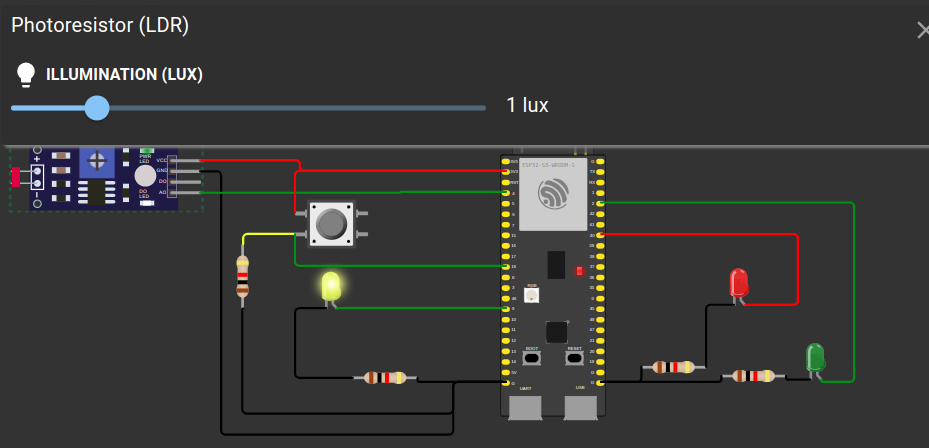 Photoresistor (LDR)
ILLUMINATION (LUX)
1 lux
PWR
LED
DO
LED
VCC
GND
DO
AO
ESP32-S3-WROOM-1
RGB
BOOT
RESET
UART
USB